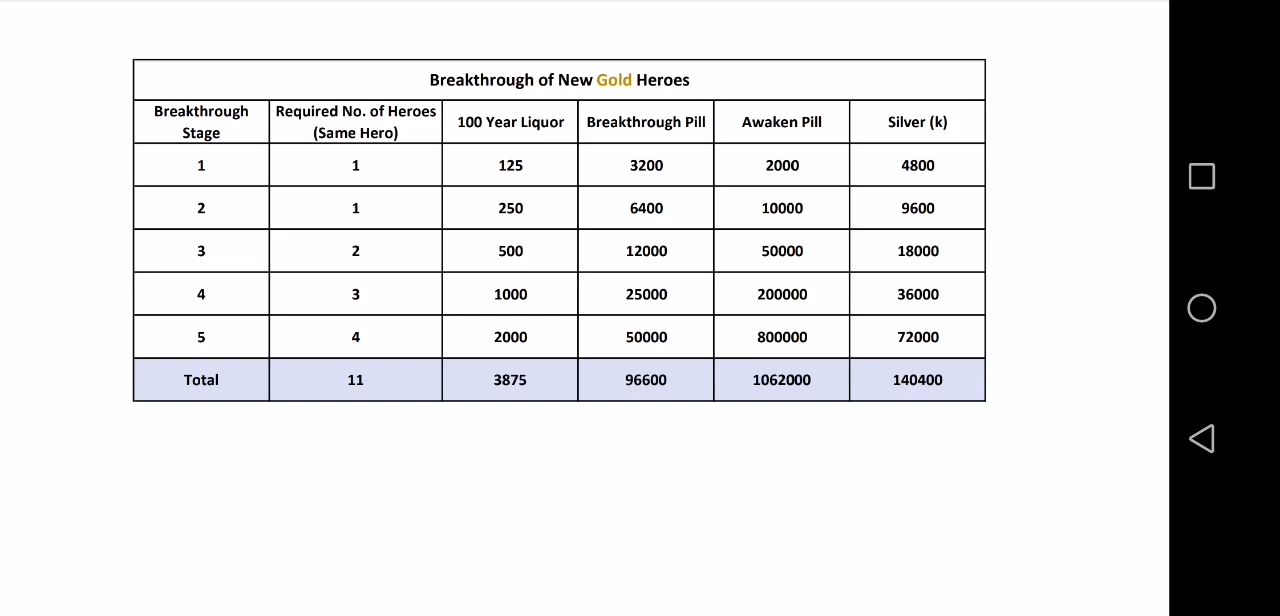 Breakthrough of New Gold Heroes
Breakthrough Stage Required No. of Heroes (Same Hero) 100 Year Liquor Breakthrough Pill Awaken Pill Silver (k)
1 1 125 3200 2000 4800
2 1 250 6400 10000 9600
3 2 500 12000 50000 18000
4 3 1000 25000 200000 36000
5 4 2000 50000 800000 72000
Total 11 3875 96600 1062000 140400